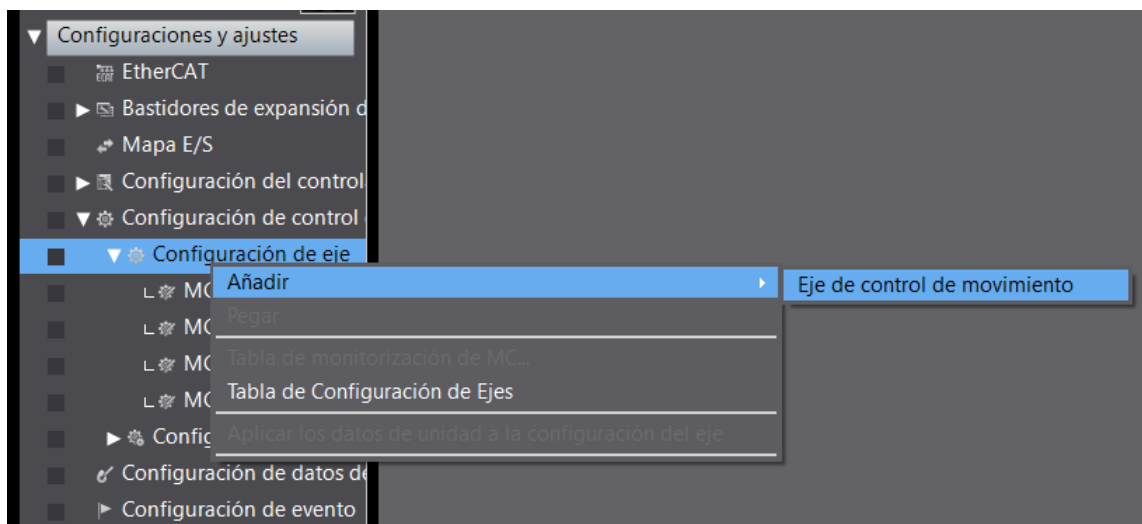 Configuraciones y ajustes
EtherCAT
Bastidores de expansión d
Mapa E/S
Configuración del control
Configuración de control
Configuración de eje
Añadir
Eje de control de movimiento
MC
Pegar
MC
Tabla de monitorización de MC...
MC
Tabla de Configuración de Ejes
MC
Config
Aplicar los datos de unidad a la configuración del eje
Configuración de datos de
Configuración de evento